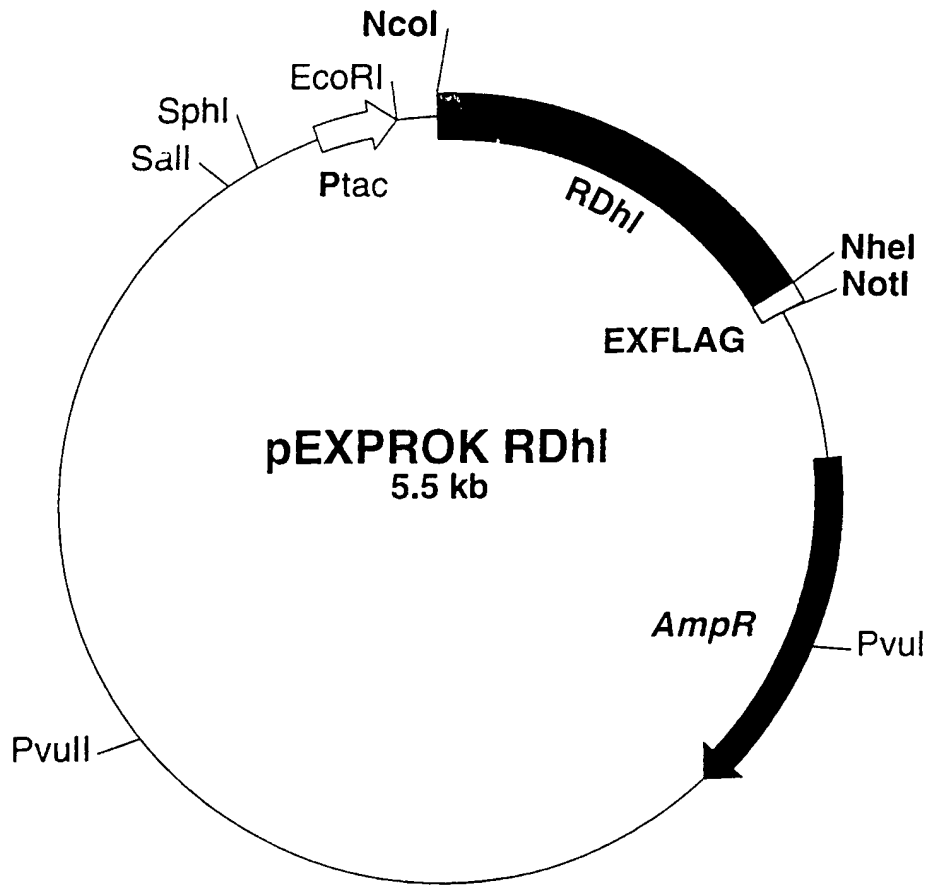 NcoI
EcoRI
SphI
SalI
Ptac
RDhI
NheI
NotI
EXFLAG
pEXPROK RDhI
5.5 kb
AmpR
PvuI
PvuII